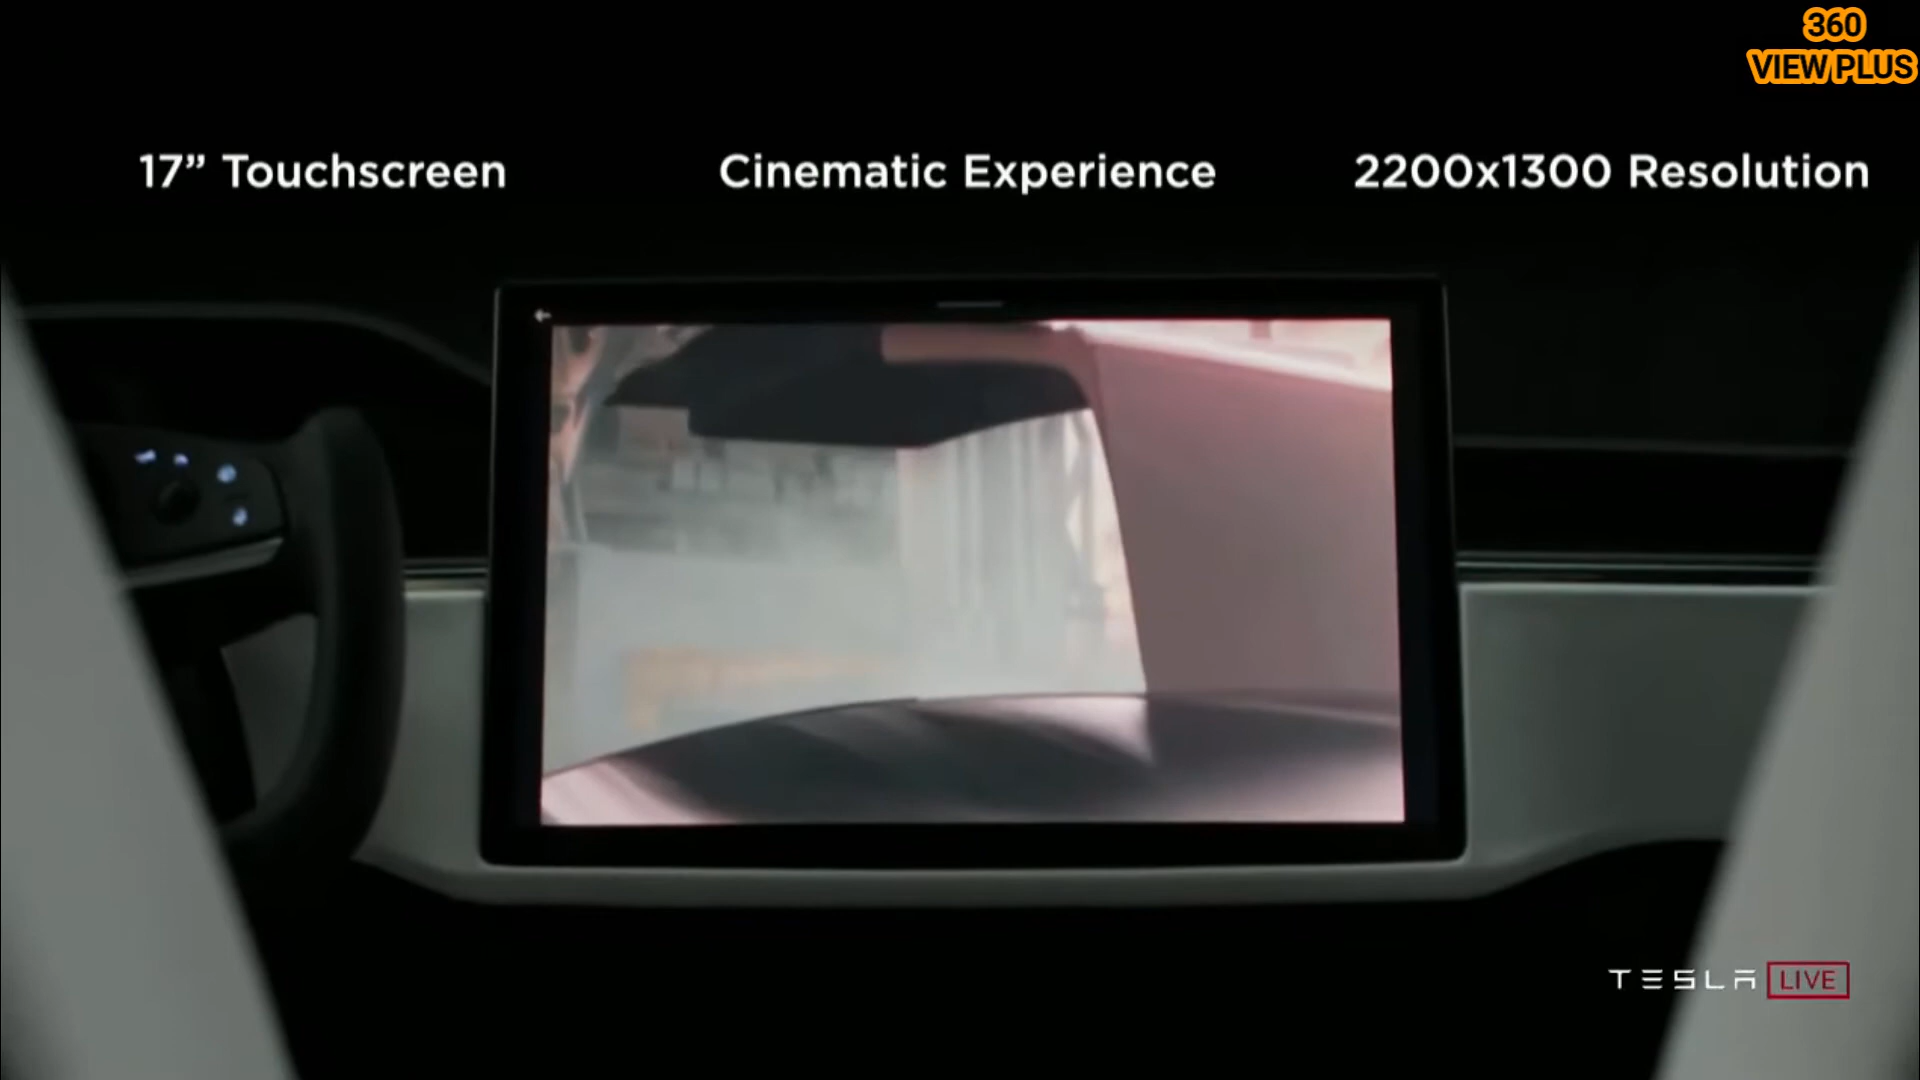 360
VIEW PLUS
17” Touchscreen
Cinematic Experience
2200x1300 Resolution
TESLA LIVE